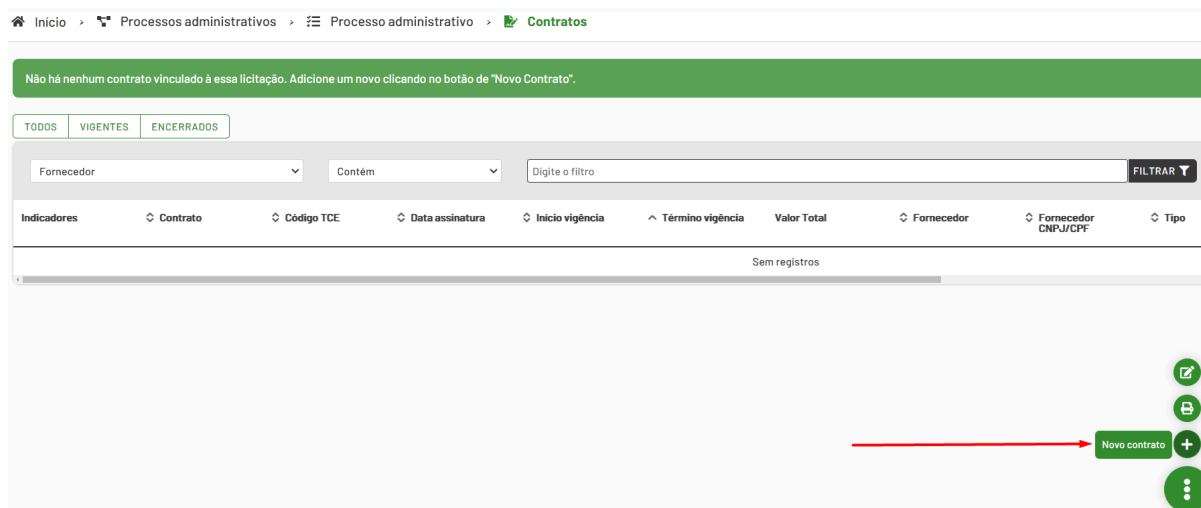 Início > Processos administrativos > Processo administrativo > Contratos
Não há nenhum contrato vinculado à essa licitação. Adicione um novo clicando no botão de "Novo Contrato".
TODOS VIGENTES ENCERRADOS
Fornecedor Contém Digite o filtro FILTRAR
Indicadores Contrato Código TCE Data assinatura Início vigência Término vigência Valor Total Fornecedor Fornecedor Tipo
CNPJ/CPF
Sem registros
Novo contrato